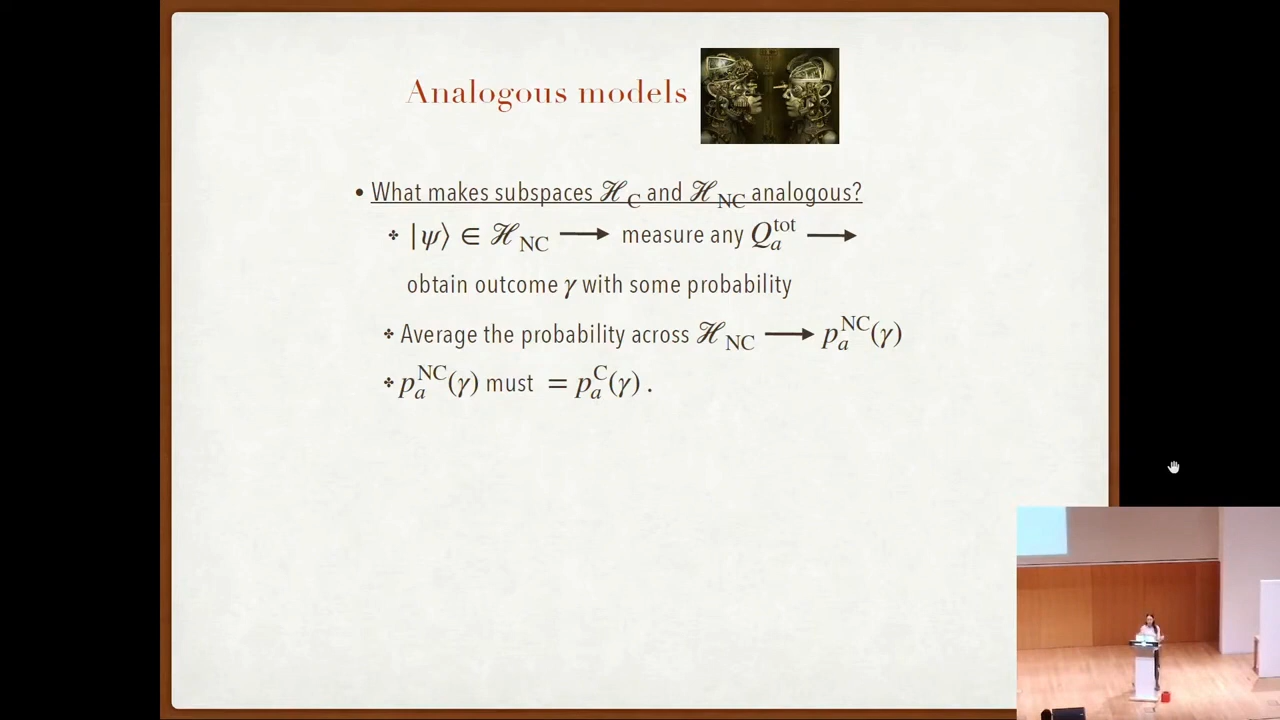 Analogous models
• What makes subspaces ℋ_C and ℋ_NC analogous?
❖ |ψ⟩ ∈ ℋ_NC ⟶ measure any Q_a^tot ⟶
obtain outcome γ with some probability
❖ Average the probability across ℋ_NC ⟶ p_a^NC(γ)
❖ p_a^NC(γ) must = p_a^C(γ) .